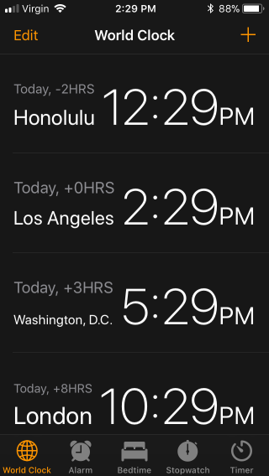 Virgin 2:29 PM 88%
Edit World Clock +
Today, -2HRS
Honolulu 12:29PM
Today, +0HRS
Los Angeles 2:29PM
Today, +3HRS
Washington, D.C. 5:29PM
Today, +8HRS
London 10:29PM
World Clock Alarm Bedtime Stopwatch Timer